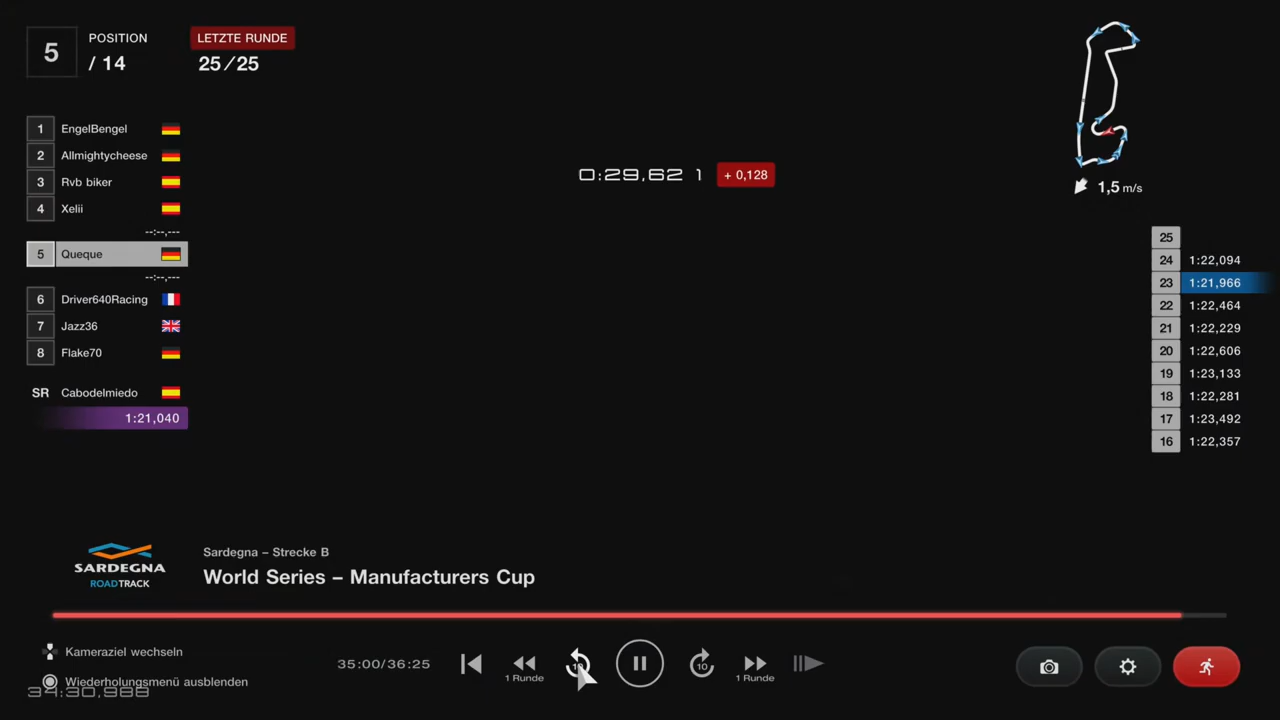 5
POSITION
/ 14
LETZTE RUNDE
25/25
1 EngelBengel
2 Allmightycheese
3 Rvb biker
4 Xelii
--:--,---
5 Queque
--:--,---
6 Driver640Racing
7 Jazz36
8 Flake70
SR Cabodelmiedo
1:21,040
0:29,621 + 0,128
1,5 m/s
25
24 1:22,094
23 1:21,966
22 1:22,464
21 1:22,229
20 1:22,606
19 1:23,133
18 1:22,281
17 1:23,492
16 1:22,357
SARDEGNA
ROAD TRACK
Sardegna – Strecke B
World Series – Manufacturers Cup
Kameraziel wechseln
Wiederholungsmenü ausblenden
34:30,988
35:00/36:25
1 Runde
10
10
1 Runde